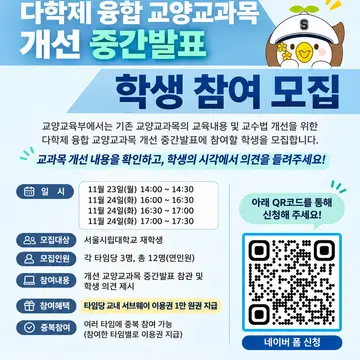 다학제 융합 교양교과목
개선 중간발표
S
학생 참여 모집
교양교육부에서는 기존 교양교과목의 교육내용 및 교수법 개선을 위한
다학제 융합 교양교과목 개선 중간발표에 참여할 학생을 모집합니다.
교과목 개선 내용을 확인하고, 학생의 시각에서 의견을 들려주세요!
일 시
11월 23일(월) 14:00 ~ 14:30
11월 24일(화) 16:00 ~ 16:30
11월 24일(화) 16:30 ~ 17:00
11월 24일(화) 17:00 ~ 17:30
모집대상 서울시립대학교 재학생
모집인원 각 타임당 3명, 총 12명(연인원)
참여내용 개선 교양교과목 중간발표 참관 및
학생 의견 제시
참여혜택 타임당 교내 서브웨이 이용권 1만 원권 지급
중복참여 여러 타임에 중복 참여 가능
(참여한 타임별로 이용권 지급)
아래 QR코드를 통해
신청해 주세요!
네이버 폼 신청